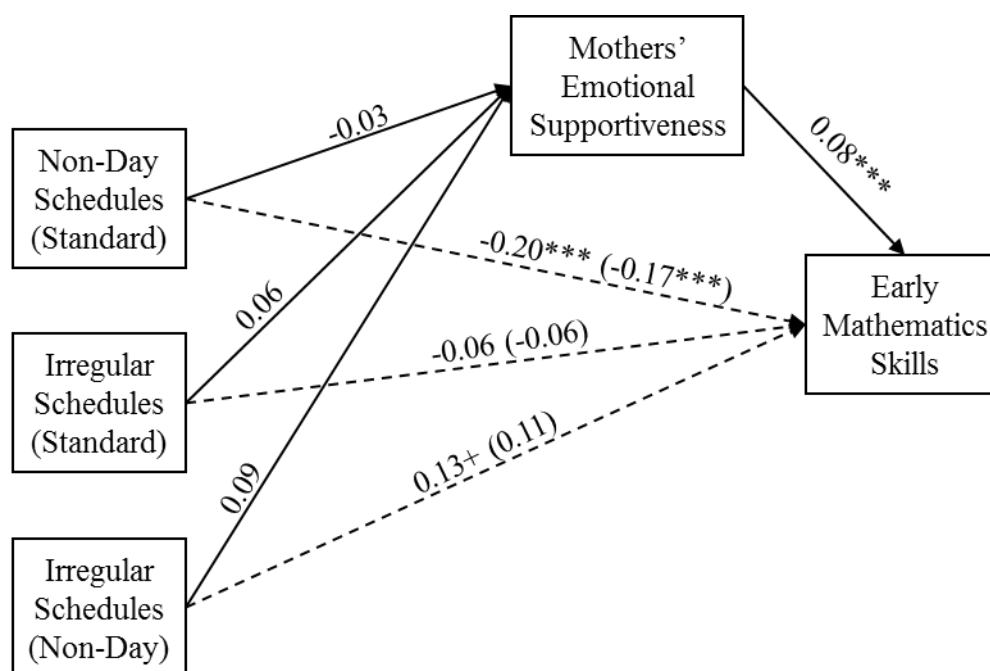 Mothers’
Emotional
Supportiveness
-0.03
0.08***
Non-Day
Schedules
(Standard)
-0.20*** (-0.17***)
0.06
Early
Mathematics
Skills
Irregular
Schedules
(Standard)
-0.06 (-0.06)
0.09
0.13+ (0.11)
Irregular
Schedules
(Non-Day)